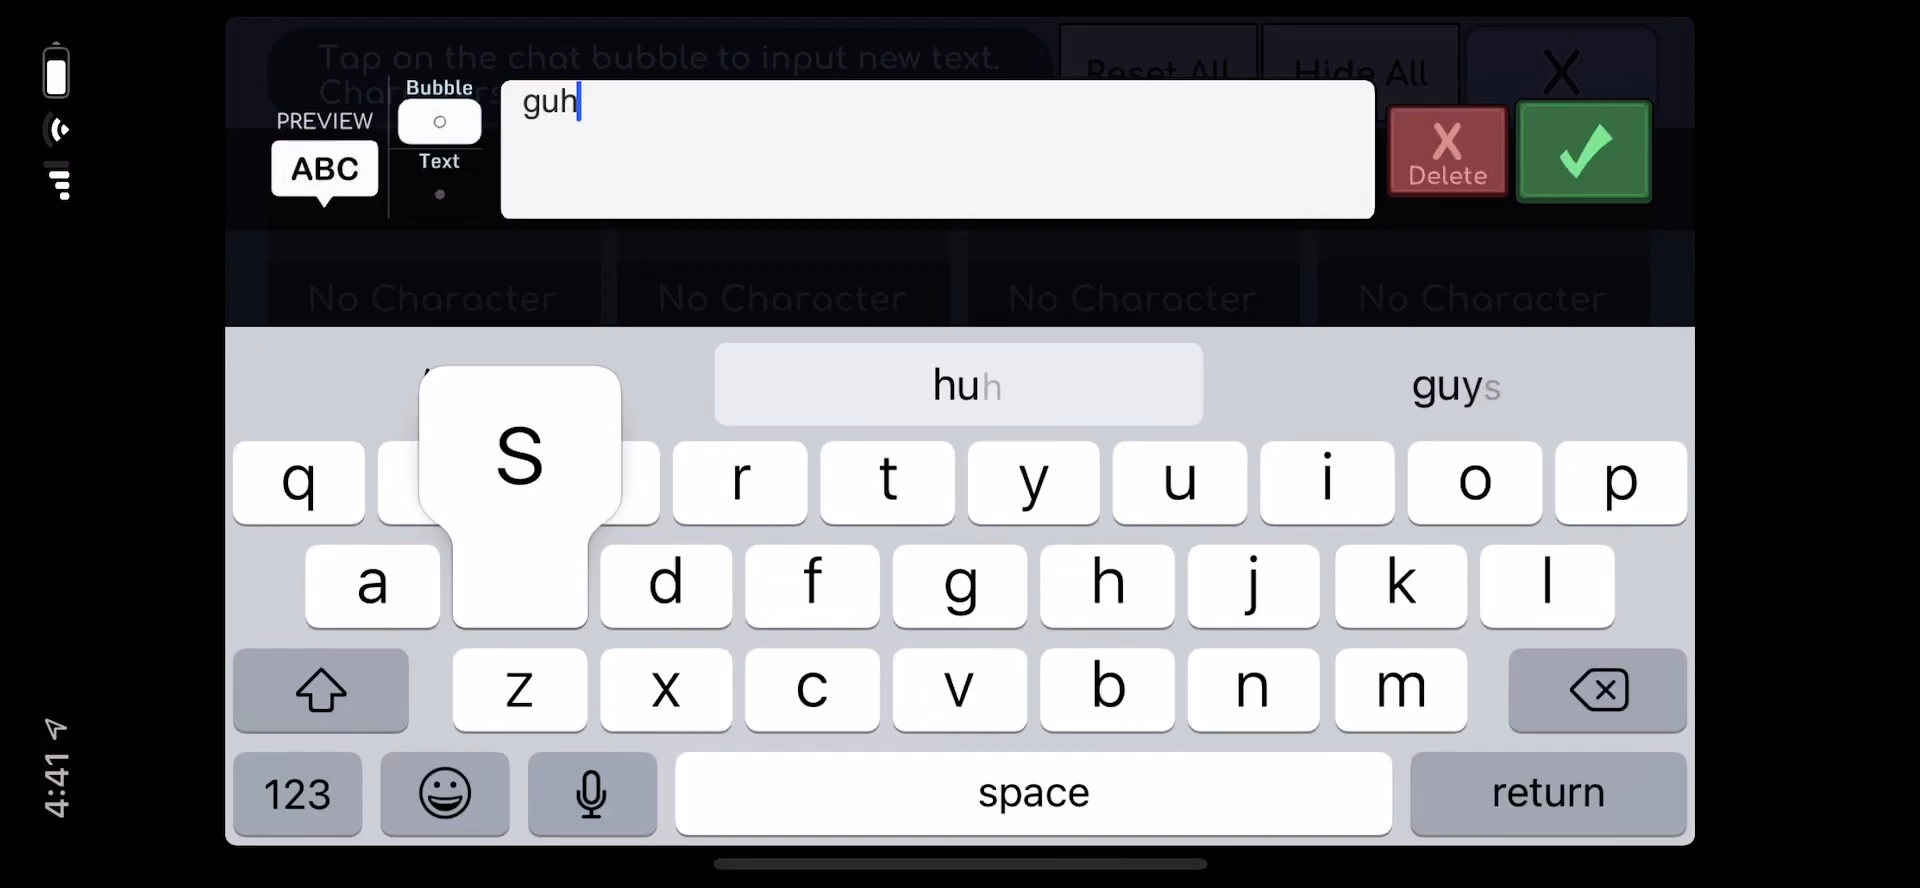 Tap on the chat bubble to input new text.
Reset All
Hide All
X
Bubble
PREVIEW
ABC
Text
guh
X
Delete
No Character
No Character
No Character
No Character
huh
guys
S
q
r
t
y
u
i
o
p
a
d
f
g
h
j
k
l
z
x
c
v
b
n
m
123
space
return
4:41